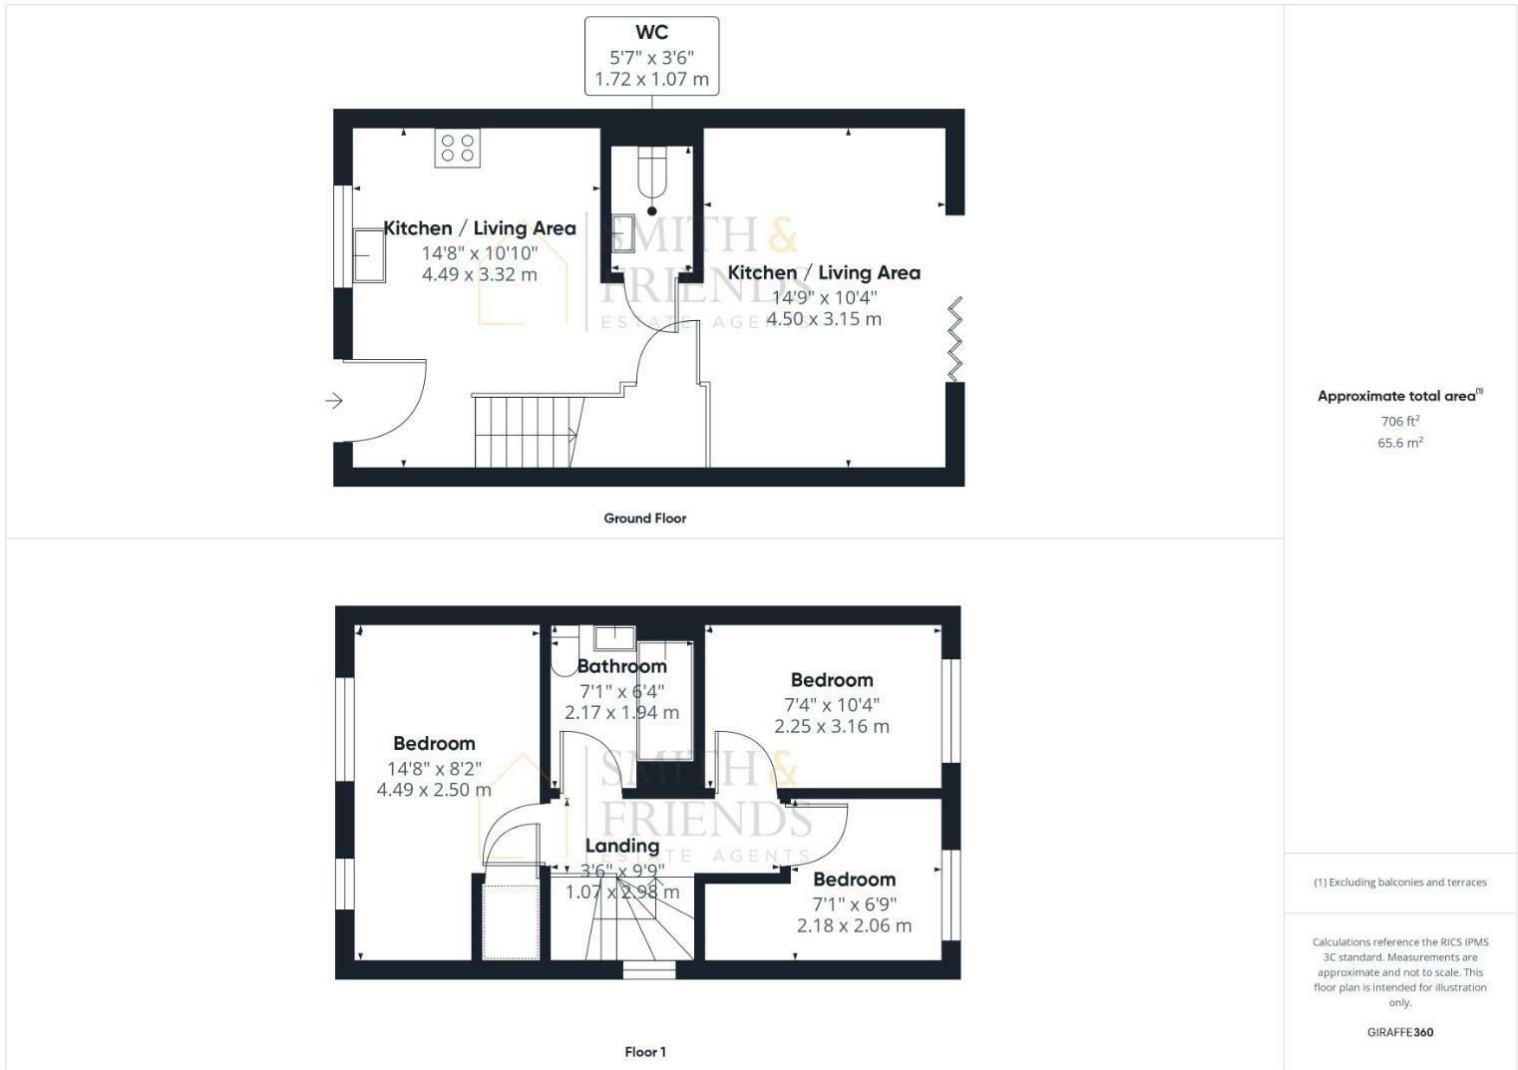 WC
5'7" x 3'6"
1.72 x 1.07 m
Kitchen / Living Area
14'8" x 10'10"
4.49 x 3.32 m
SMITH &
FRIENDS
ESTATE AGENTS
Kitchen / Living Area
14'9" x 10'4"
4.50 x 3.15 m
Ground Floor
Bathroom
7'1" x 6'4"
2.17 x 1.94 m
Bedroom
7'4" x 10'4"
2.25 x 3.16 m
Bedroom
14'8" x 8'2"
4.49 x 2.50 m
SMITH &
FRIENDS
ESTATE AGENTS
Landing
3'6" x 9'9"
1.07 x 2.98 m
Bedroom
7'1" x 6'9"
2.18 x 2.06 m
Floor 1
Approximate total area(1)
706 ft²
65.6 m²
(1) Excluding balconies and terraces
Calculations reference the RICS IPMS
3C standard. Measurements are
approximate and not to scale. This
floor plan is intended for illustration
only.
GIRAFFE360